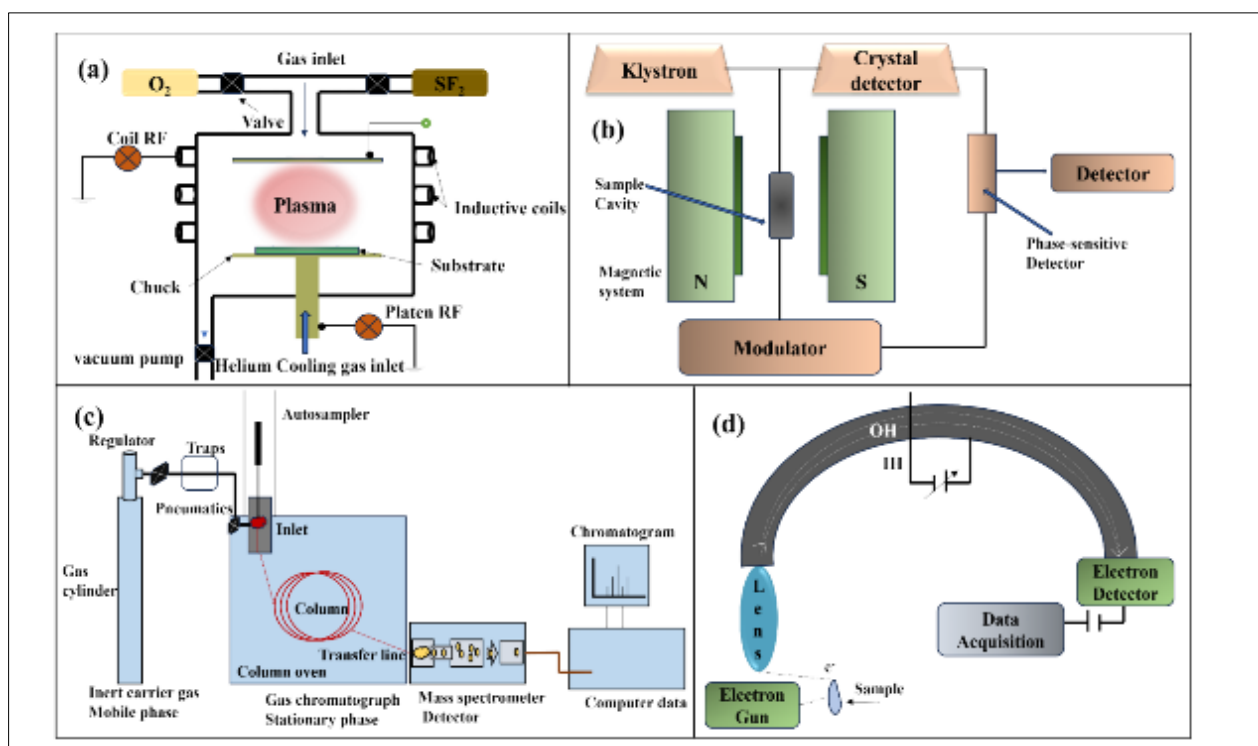 (a)
Gas inlet
O₂
SF₂
Valve
Coil RF
Plasma
Inductive coils
Substrate
Chuck
Platen RF
vacuum pump
Helium Cooling gas inlet
(b)
Klystron
Crystal
detector
Sample
Cavity
Detector
Phase-sensitive
Detector
Magnetic
system
N
S
Modulator
(c)
Autosampler
Regulator
Traps
Pneumatics
Inlet
Gas
cylinder
Column
Chromatogram
Transfer line
Column oven
Inert carrier gas
Mobile phase
Gas chromatograph
Stationary phase
Mass spectrometer
Detector
Computer data
(d)
OH
IH
Lens
Electron
Detector
Data
Acquisition
e⁻
Electron
Gun
Sample